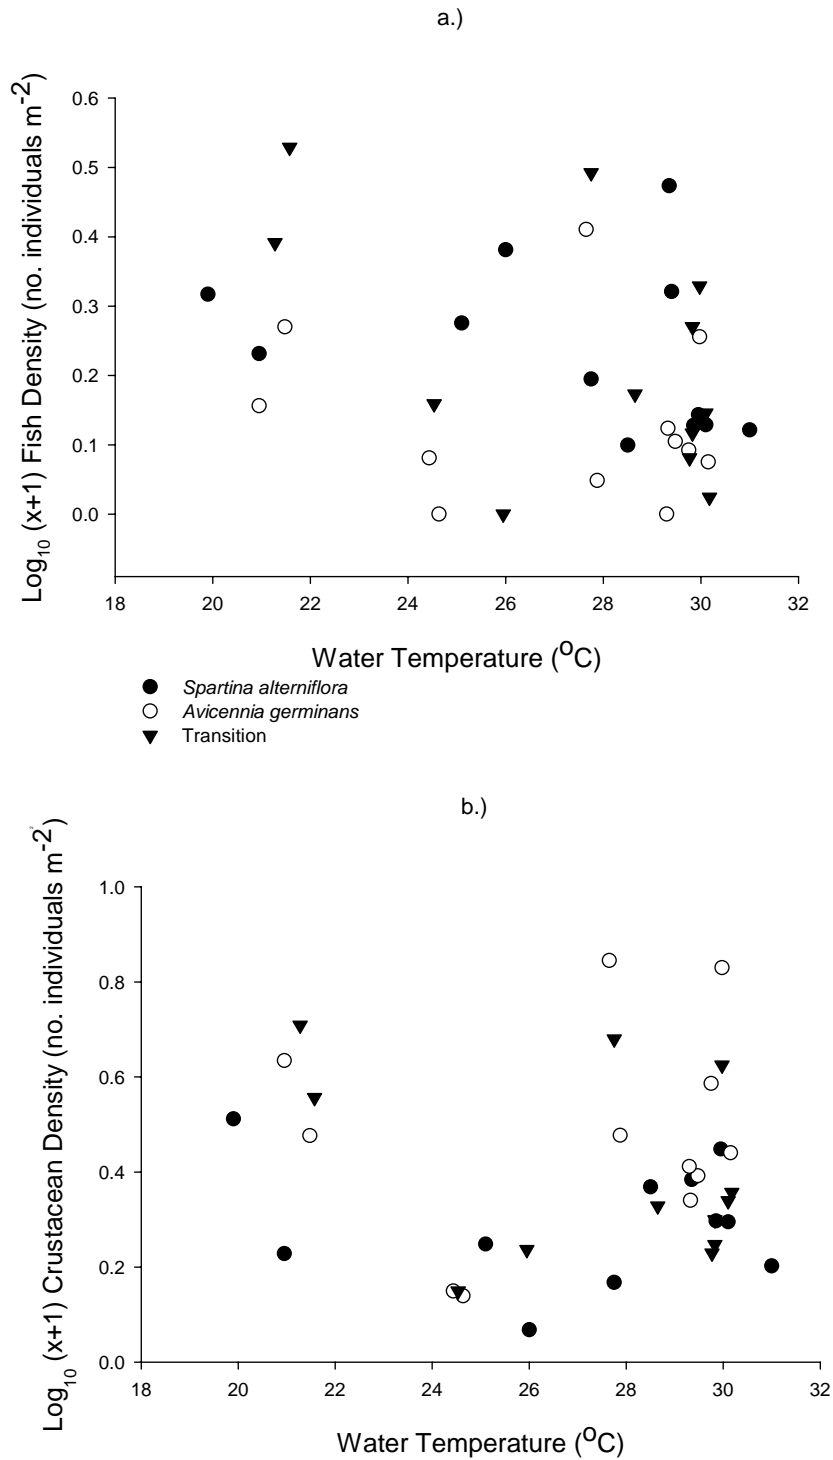 a.)
Log10 (x+1) Fish Density (no. individuals m-2)
0.6
0.5
0.4
0.3
0.2
0.1
0.0
18 20 22 24 26 28 30 32
Water Temperature (oC)
Spartina alterniflora
Avicennia germinans
Transition
b.)
Log10 (x+1) Crustacean Density (no. individuals m-2)
1.0
0.8
0.6
0.4
0.2
0.0
18 20 22 24 26 28 30 32
Water Temperature (oC)